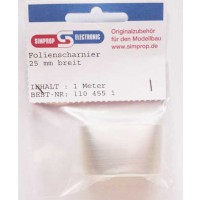 SIMPROP ELECTRONIC
Originalzubehör
für den Modellbau
www.simprop.de
Folienscharnier
25 mm breit
INHALT : 1 Meter
BEST-NR: 110 495 1